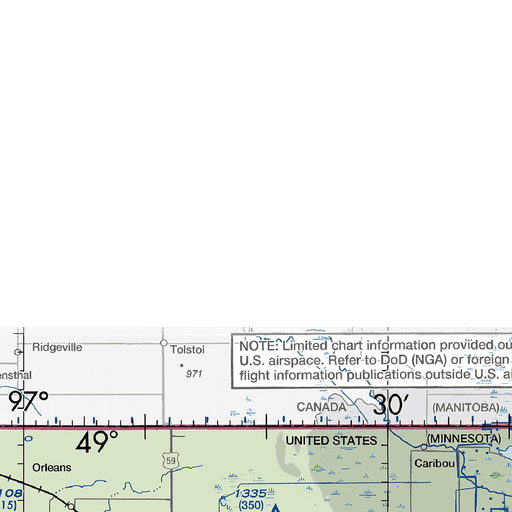 Ridgeville
Tolstoi
971
NOTE: Limited chart information provided ou
U.S. airspace. Refer to DoD (NGA) or foreign
flight information publications outside U.S. ai
ensthal
97°
CANADA
30′
(MANITOBA)
49°
UNITED STATES
(MINNESOTA)
59
Orleans
Caribou
108
15)
1335
(350)